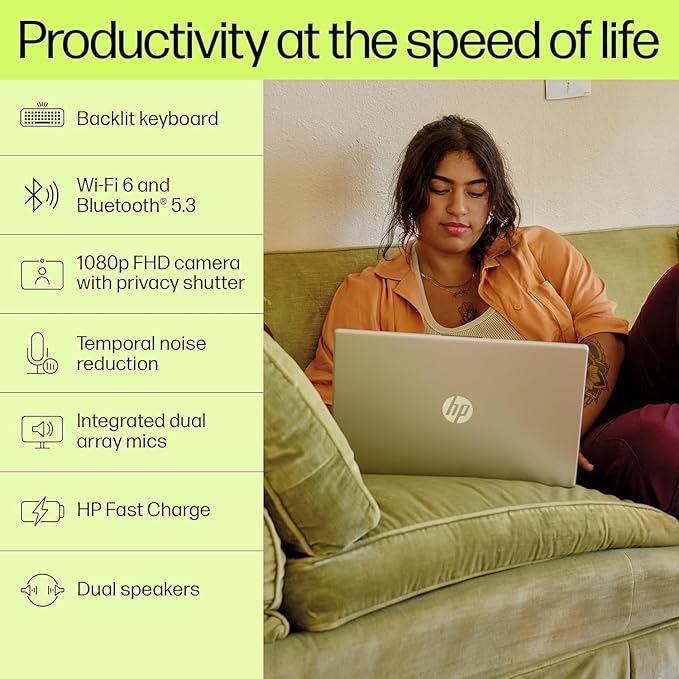 Productivity at the speed of life
Backlit keyboard
Wi-Fi 6 and
Bluetooth® 5.3
1080p FHD camera
with privacy shutter
Temporal noise
reduction
Integrated dual
array mics
HP Fast Charge
Dual speakers
hp